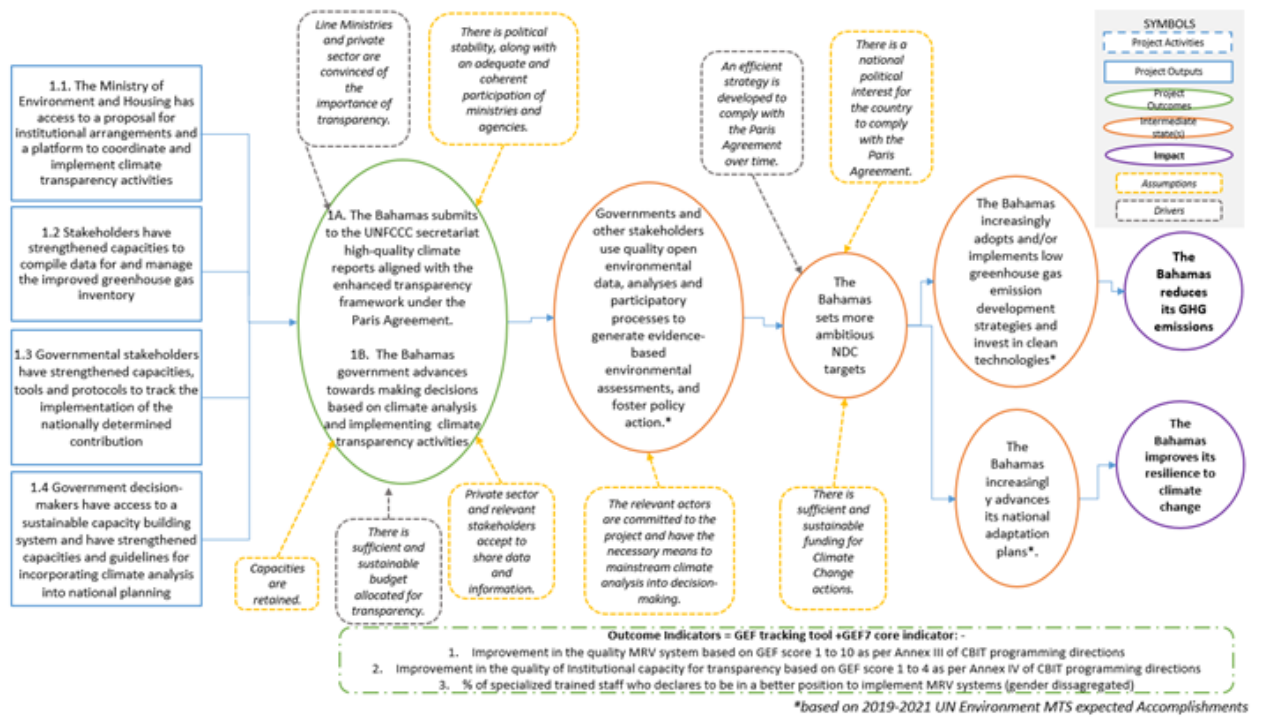 Line Ministries
and private
sector are
convinced of
the
importance of
transparency.
There is political
stability, along with
an adequate and
coherent
participation of
ministries and
agencies.
An efficient
strategy is
developed to
comply with
the Paris
Agreement
over time.
There is a
national
political
interest for
the country
to comply
with the
Paris
Agreement.
SYMBOLS
Project Activities
Project Outputs
Project
Outcomes
Intermediate
state(s)
Impact
Assumptions
Drivers
1.1. The Ministry of
Environment and Housing has
access to a proposal for
institutional arrangements and
a platform to coordinate and
implement climate
transparency activities
1.2 Stakeholders have
strengthened capacities to
compile data for and manage
the improved greenhouse gas
inventory
1.3 Governmental stakeholders
have strengthened capacities,
tools and protocols to track the
implementation of the
nationally determined
contribution
1.4 Government decision-
makers have access to a
sustainable capacity building
system and have strengthened
capacities and guidelines for
incorporating climate analysis
into national planning
1A. The Bahamas submits
to the UNFCCC secretariat
high-quality climate
reports aligned with the
enhanced transparency
framework under the
Paris Agreement.
1B. The Bahamas
government advances
towards making decisions
based on climate analysis
and implementing climate
transparency activities
Governments and
other stakeholders
use quality open
environmental
data, analyses and
participatory
processes to
generate evidence-
based
environmental
assessments, and
foster policy
action.*
The
Bahamas
sets more
ambitious
NDC
targets
The Bahamas
increasingly
adopts and/or
implements low
greenhouse gas
emission
development
strategies and
invest in clean
technologies*
The
Bahamas
reduces
its GHG
emissions
The
Bahamas
increasingl
y advances
its national
adaptation
plans*.
The
Bahamas
improves its
resilience to
climate
change
Capacities
are
retained.
There is
sufficient and
sustainable
budget
allocated for
transparency.
Private sector
and relevant
stakeholders
accept to
share data
and
information.
The relevant actors
are committed to the
project and have the
necessary means to
mainstream climate
analysis into decision-
making.
There is
sufficient and
sustainable
funding for
Climate
Change
actions.
Outcome Indicators = GEF tracking tool +GEF7 core indicator: -
1. Improvement in the quality MRV system based on GEF score 1 to 10 as per Annex III of CBIT programming directions
2. Improvement in the quality of Institutional capacity for transparency based on GEF score 1 to 4 as per Annex IV of CBIT programming directions
3. % of specialized trained staff who declares to be in a better position to implement MRV systems (gender dissagregated)
*based on 2019-2021 UN Environment MTS expected Accomplishments